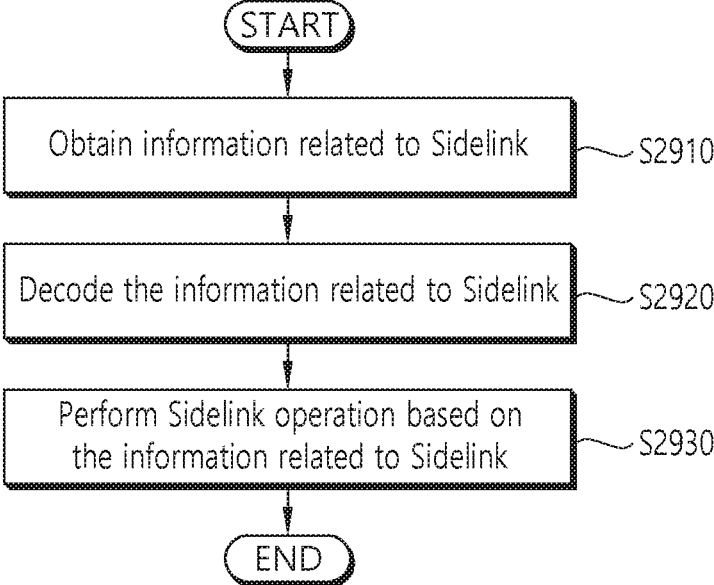 START
Obtain information related to Sidelink
S2910
Decode the information related to Sidelink
S2920
Perform Sidelink operation based on
the information related to Sidelink
S2930
END